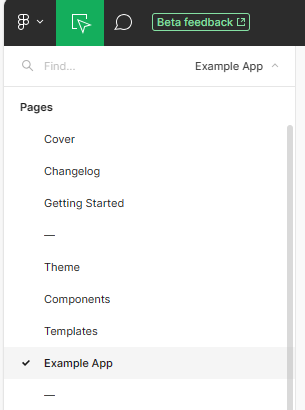 Beta feedback
Find... Example App
Pages
Cover
Changelog
Getting Started
—
Theme
Components
Templates
Example App
—